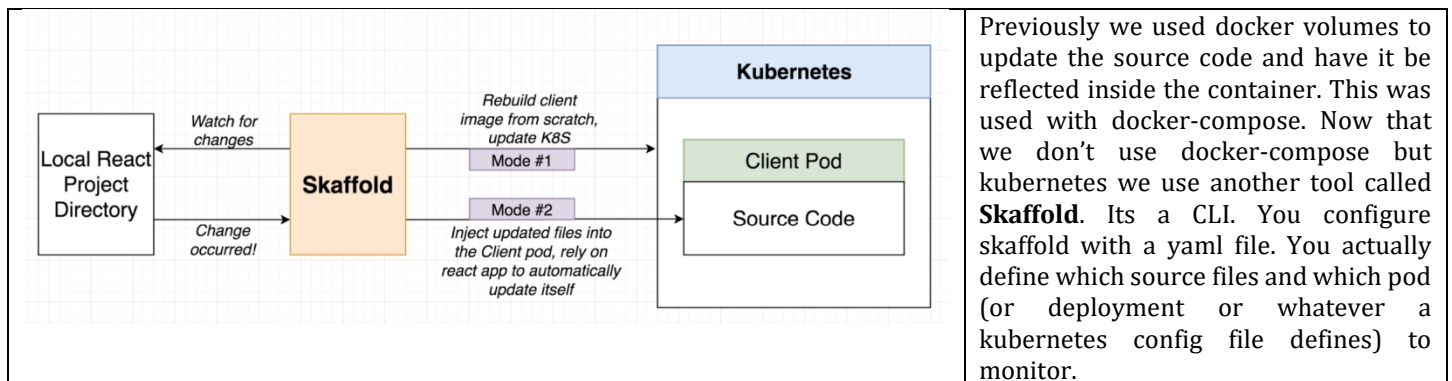 Kubernetes
Rebuild client
image from scratch,
update K8S
Watch for
changes
Mode #1
Client Pod
Local React
Project
Directory
Skaffold
Mode #2
Source Code
Change
occurred!
Inject updated files into
the Client pod, rely on
react app to automatically
update itself
Previously we used docker volumes to
update the source code and have it be
reflected inside the container. This was
used with docker-compose. Now that
we don’t use docker-compose but
kubernetes we use another tool called
Skaffold. Its a CLI. You configure
skaffold with a yaml file. You actually
define which source files and which pod
(or deployment or whatever a
kubernetes config file defines) to
monitor.